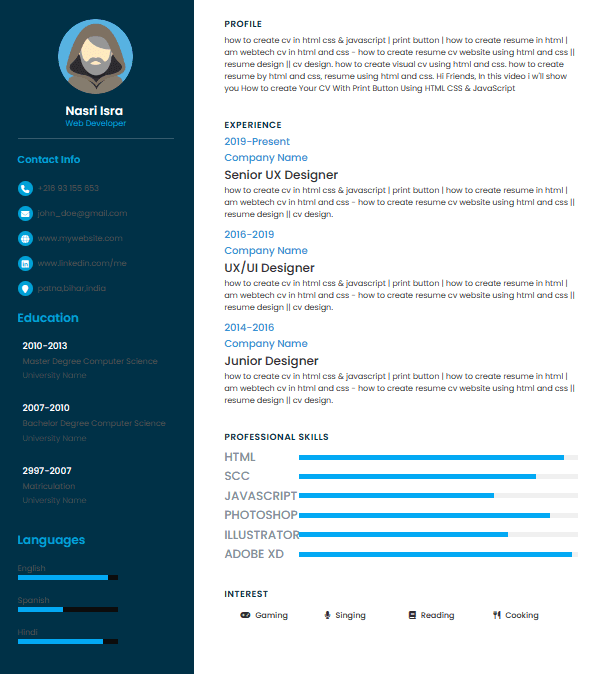 Nasri Isra
Web Developer
Contact Info
+218 93 155 653
john_doe@gmail.com
www.mywebsite.com
www.linkedin.com/me
patna,bihar,india
Education
2010-2013
Master Degree Computer Science
University Name
2007-2010
Bachelor Degree Computer Science
University Name
2997-2007
Matriculation
University Name
Languages
English
Spanish
Hindi
PROFILE
how to create cv in html css & javascript | print button | how to create resume in html |
am webtech cv in html and css - how to create resume cv website using html and css ||
resume design || cv design. how to create visual cv using html and css. how to create
resume by html and css, resume using html and css. Hi Friends, In this video i w'll show
you How to create Your CV With Print Button Using HTML CSS & JavaScript
EXPERIENCE
2019-Present
Company Name
Senior UX Designer
how to create cv in html css & javascript | print button | how to create resume in html |
am webtech cv in html and css - how to create resume cv website using html and css ||
resume design || cv design.
2016-2019
Company Name
UX/UI Designer
how to create cv in html css & javascript | print button | how to create resume in html |
am webtech cv in html and css - how to create resume cv website using html and css ||
resume design || cv design.
2014-2016
Company Name
Junior Designer
how to create cv in html css & javascript | print button | how to create resume in html |
am webtech cv in html and css - how to create resume cv website using html and css ||
resume design || cv design.
PROFESSIONAL SKILLS
HTML
SCC
JAVASCRIPT
PHOTOSHOP
ILLUSTRATOR
ADOBE XD
INTEREST
Gaming Singing Reading Cooking